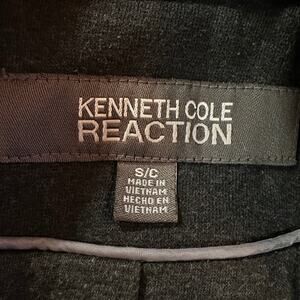 KENNETH COLE
REACTION
S/C
MADE IN
VIETNAM
HECHO EN
VIETNAM